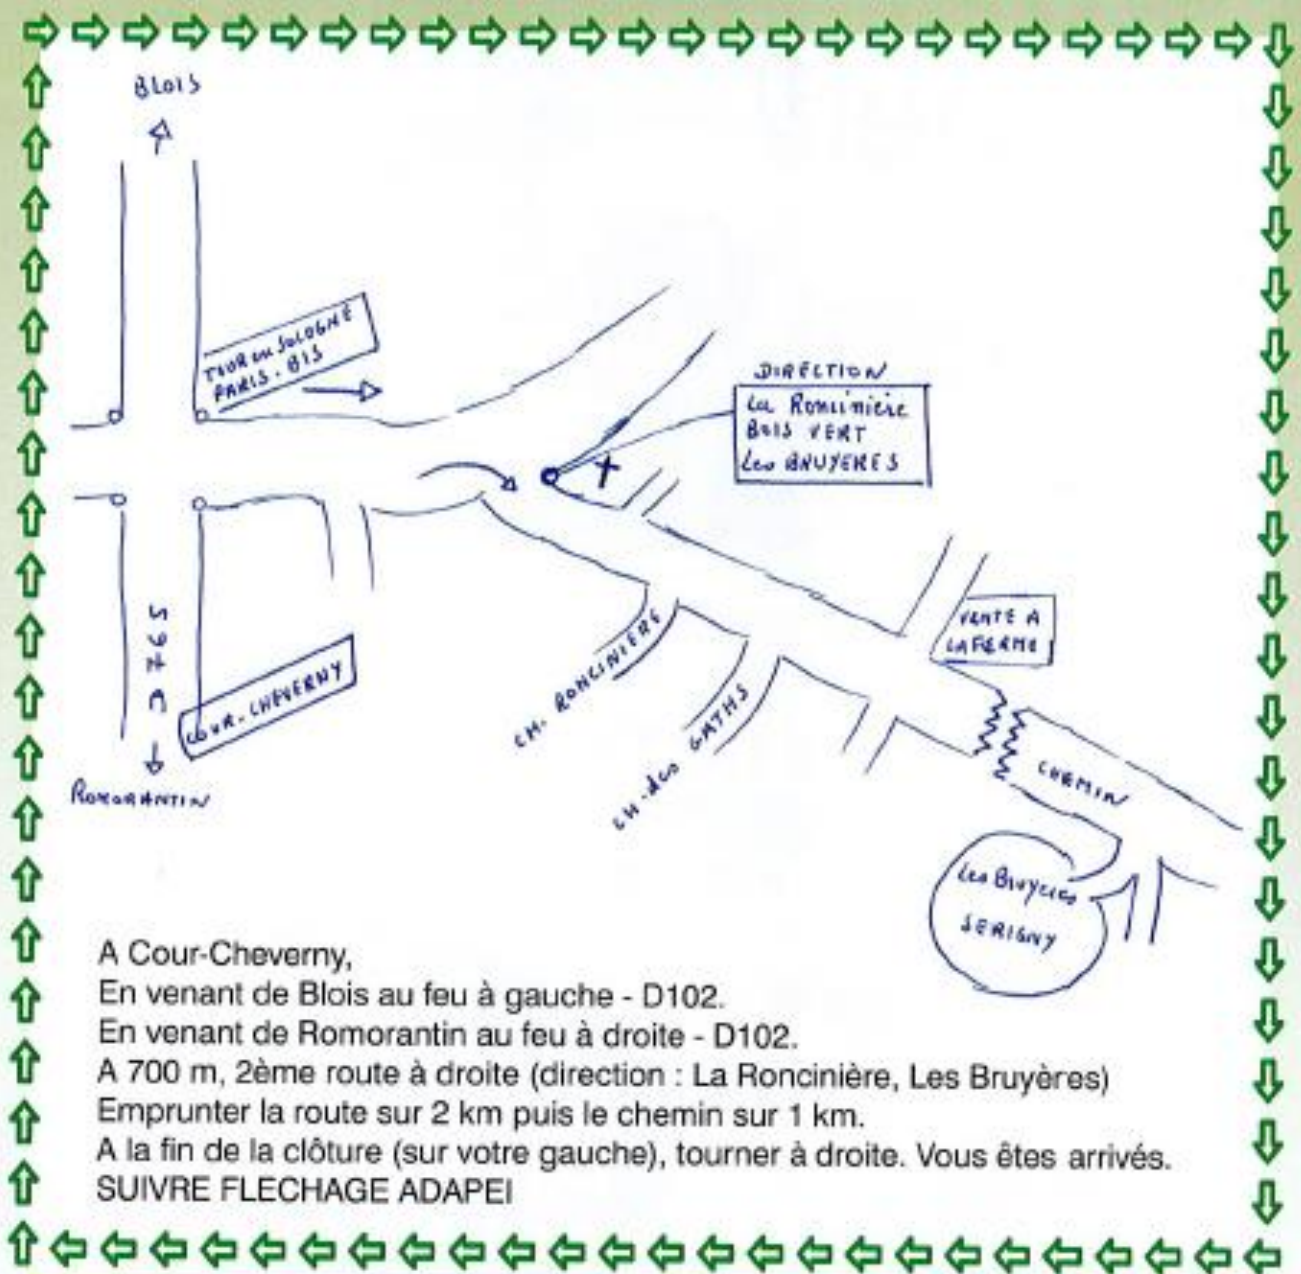 BLOIS
TOUR en SOLOGNE
PARIS - BIS
DIRECTION
La Roncinière
BOIS VERT
Les BRUYERES
D 765
COUR-CHEVERNY
ROMORANTIN
CH. RONCINIERE
CH. des GATHS
VENTE A
LA FERME
CHEMIN
Les Bruyeres
SERIGNY
A Cour-Cheverny,
En venant de Blois au feu à gauche - D102.
En venant de Romorantin au feu à droite - D102.
A 700 m, 2ème route à droite (direction : La Roncinière, Les Bruyères)
Emprunter la route sur 2 km puis le chemin sur 1 km.
A la fin de la clôture (sur votre gauche), tourner à droite. Vous êtes arrivés.
SUIVRE FLECHAGE ADAPEI